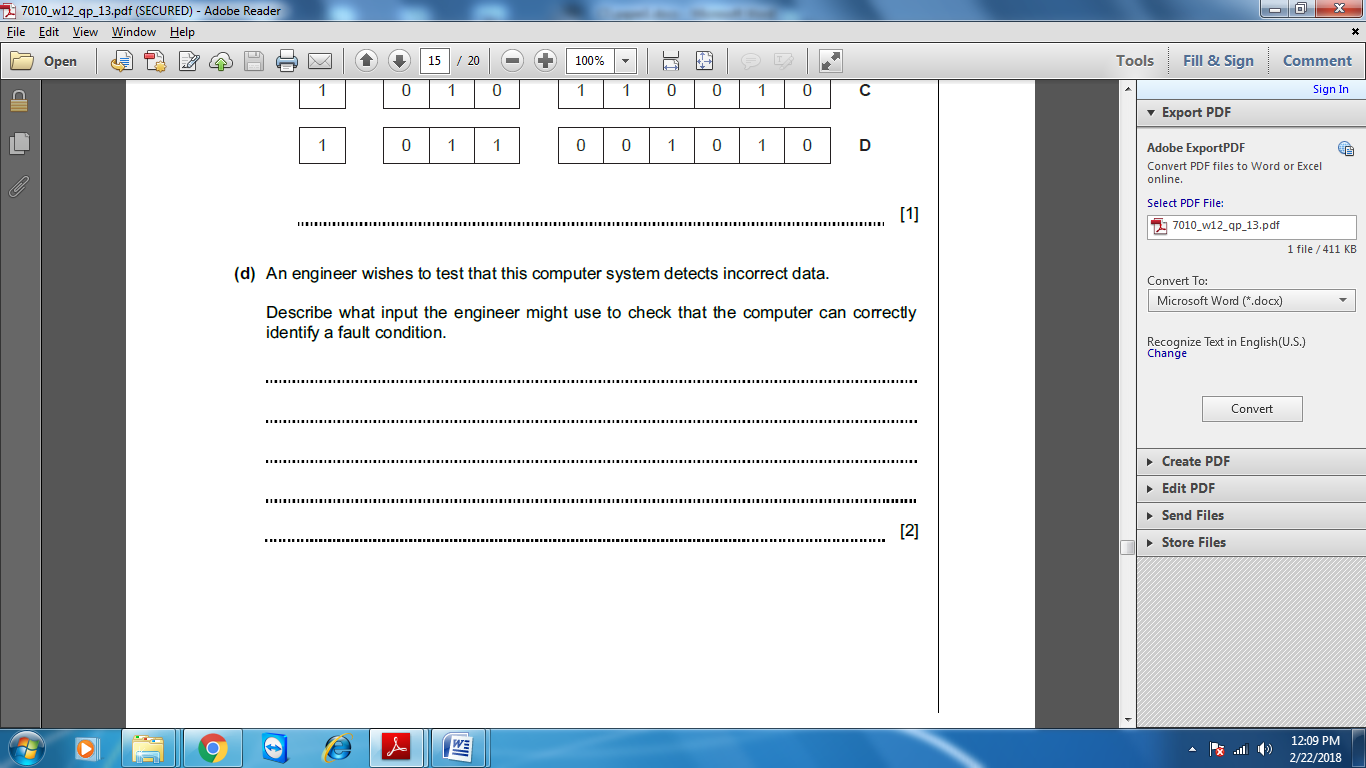 7010_w12_qp_13.pdf (SECURED) - Adobe Reader
File Edit View Window Help
Open 15 / 20 100% Tools Fill & Sign Comment
Sign In
1 0 1 0 1 1 0 0 1 0 C
1 0 1 1 0 0 1 0 1 0 D
[1]
(d) An engineer wishes to test that this computer system detects incorrect data.
Describe what input the engineer might use to check that the computer can correctly
identify a fault condition.
[2]
Export PDF
Adobe ExportPDF
Convert PDF files to Word or Excel
online.
Select PDF File:
7010_w12_qp_13.pdf
1 file / 411 KB
Convert To:
Microsoft Word (*.docx)
Recognize Text in English(U.S.)
Change
Convert
Create PDF
Edit PDF
Send Files
Store Files
12:09 PM
2/22/2018